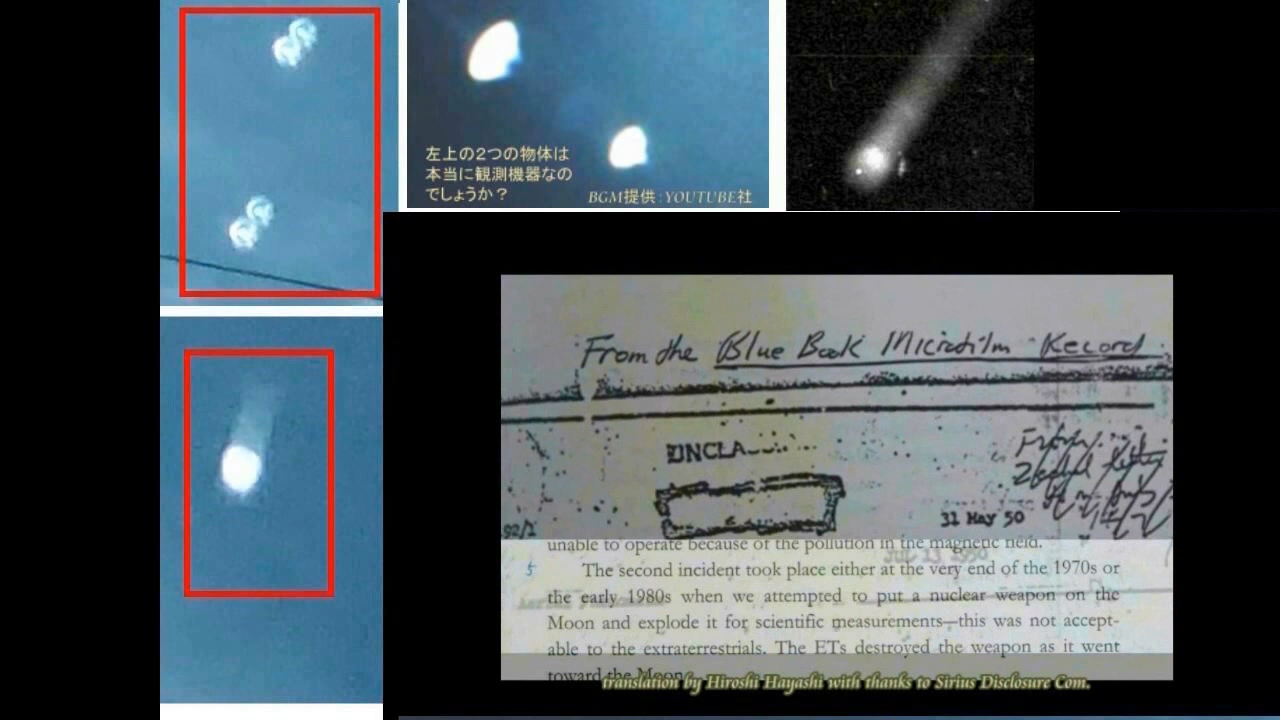 左上の2つの物体は
本当に観測機器なの
でしょうか？
BGM提供：YOUTUBE社
From the Blue Book Microfilm Record
31 May 50
unable to operate because of the pollution in the magnetic field.
5
The second incident took place either at the very end of the 1970s or
the early 1980s when we attempted to put a nuclear weapon on the
Moon and explode it for scientific measurements—this was not accept-
able to the extraterrestrials. The ETs destroyed the weapon as it went
toward the Moon
translation by Hiroshi Hayashi with thanks to Sirius Disclosure Com.